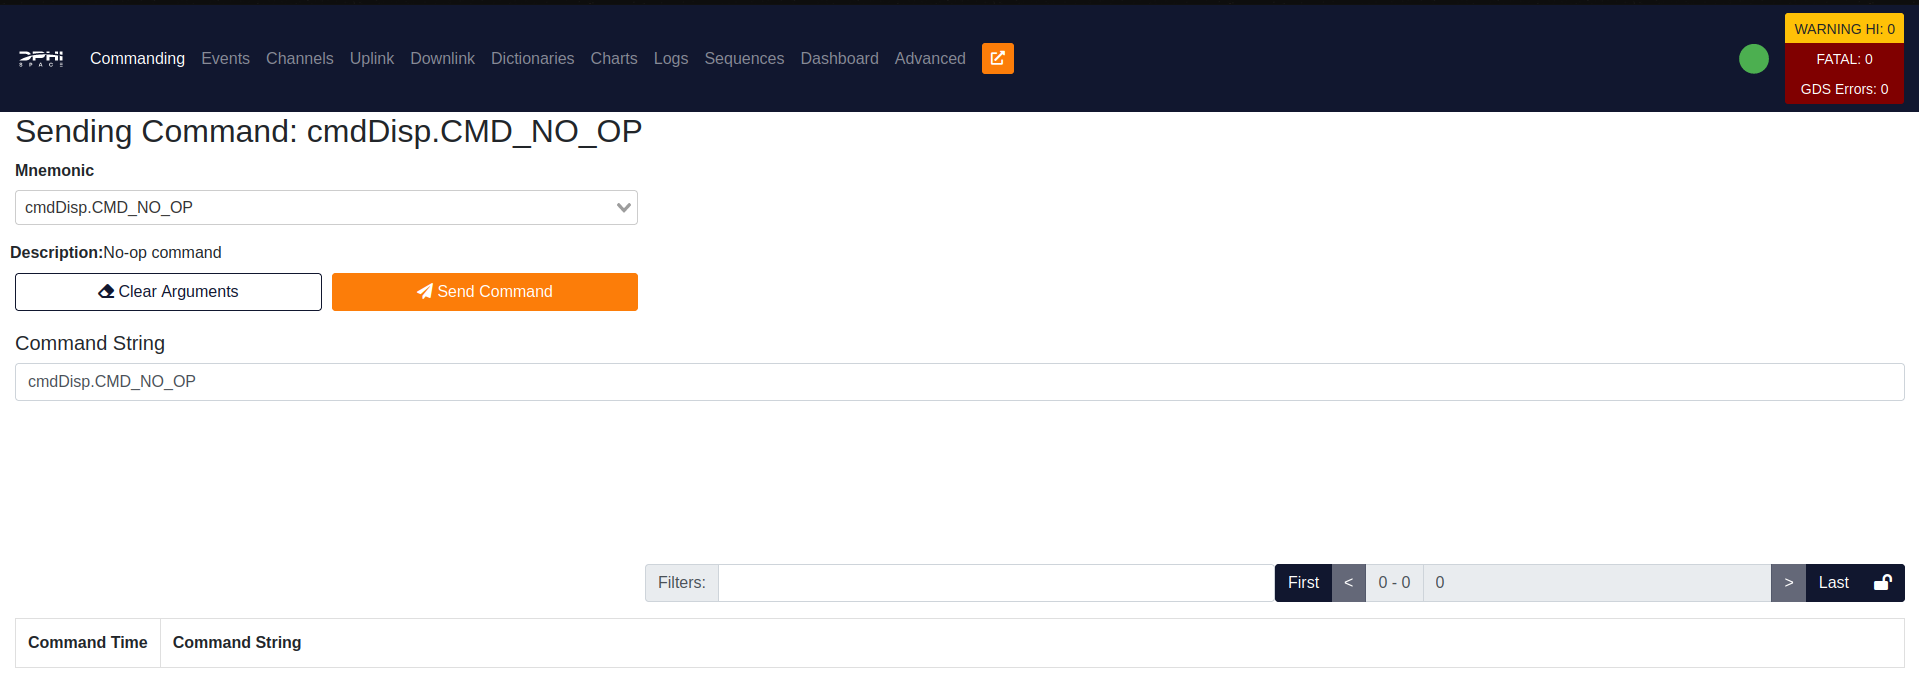 DPHI
SPACE
Commanding Events Channels Uplink Downlink Dictionaries Charts Logs Sequences Dashboard Advanced
WARNING HI: 0
FATAL: 0
GDS Errors: 0
Sending Command: cmdDisp.CMD_NO_OP
Mnemonic
cmdDisp.CMD_NO_OP
Description:No-op command
Clear Arguments Send Command
Command String
cmdDisp.CMD_NO_OP
Filters: First < 0 - 0 0 > Last
Command Time Command String